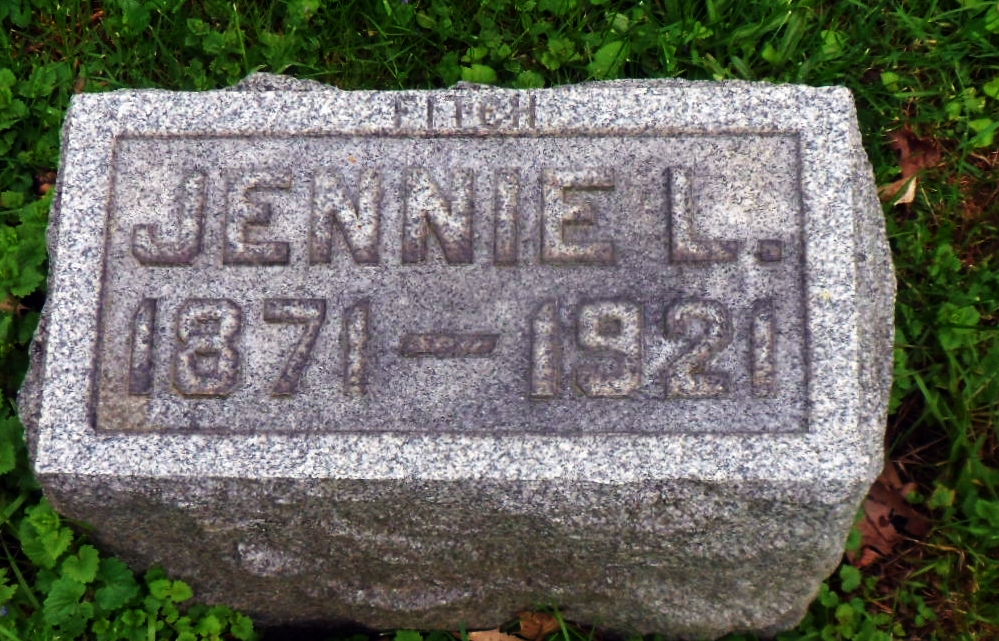 FITCH
JENNIE L.
1871 — 1921